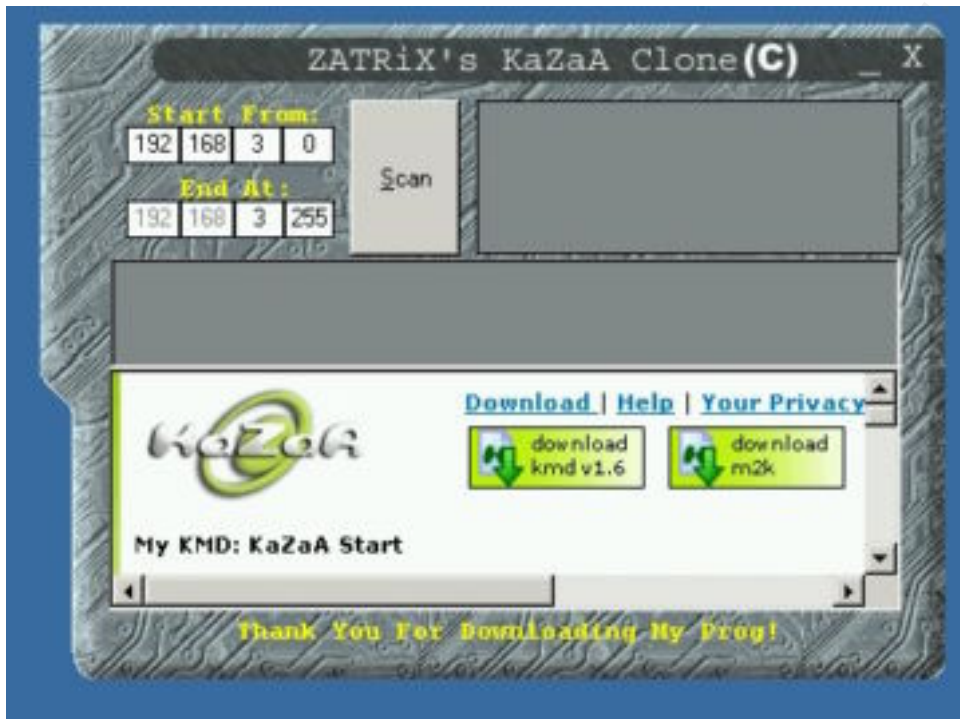 ZATRiX's KaZaA Clone(C) _ X
Start From:
192 168 3 0
End At:
192 168 3 255
Scan
KaZaA
Download | Help | Your Privacy
download kmd v1.6
download m2k
My KMD: KaZaA Start
Thank You For Downloading My Prog!